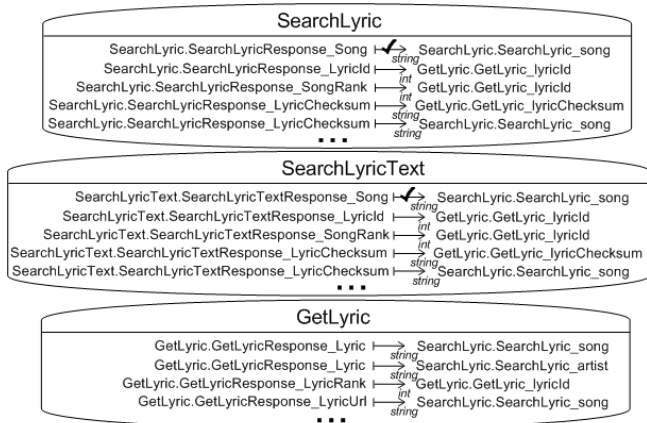 SearchLyric
SearchLyric.SearchLyricResponse_Song string SearchLyric.SearchLyric_song
SearchLyric.SearchLyricResponse_LyricId int GetLyric.GetLyric_lyricId
SearchLyric.SearchLyricResponse_SongRank int GetLyric.GetLyric_lyricId
SearchLyric.SearchLyricResponse_LyricChecksum string GetLyric.GetLyric_lyricChecksum
SearchLyric.SearchLyricResponse_LyricChecksum string SearchLyric.SearchLyric_song
...
SearchLyricText
SearchLyricText.SearchLyricTextResponse_Song string SearchLyric.SearchLyric_song
SearchLyricText.SearchLyricTextResponse_LyricId int GetLyric.GetLyric_lyricId
SearchLyricText.SearchLyricTextResponse_SongRank int GetLyric.GetLyric_lyricId
SearchLyricText.SearchLyricTextResponse_LyricChecksum string GetLyric.GetLyric_lyricChecksum
SearchLyricText.SearchLyricTextResponse_LyricChecksum string SearchLyric.SearchLyric_song
...
GetLyric
GetLyric.GetLyricResponse_Lyric string SearchLyric.SearchLyric_song
GetLyric.GetLyricResponse_Lyric string SearchLyric.SearchLyric_artist
GetLyric.GetLyricResponse_LyricRank int GetLyric.GetLyric_lyricId
GetLyric.GetLyricResponse_LyricUrl string SearchLyric.SearchLyric_song
...